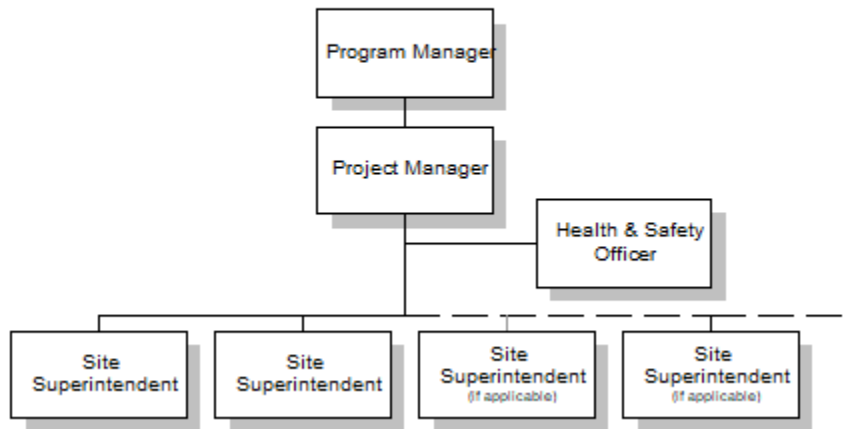 Program Manager
Project Manager
Health & Safety
Officer
Site
Superintendent
Site
Superintendent
Site
Superintendent
(if applicable)
Site
Superintendent
(if applicable)